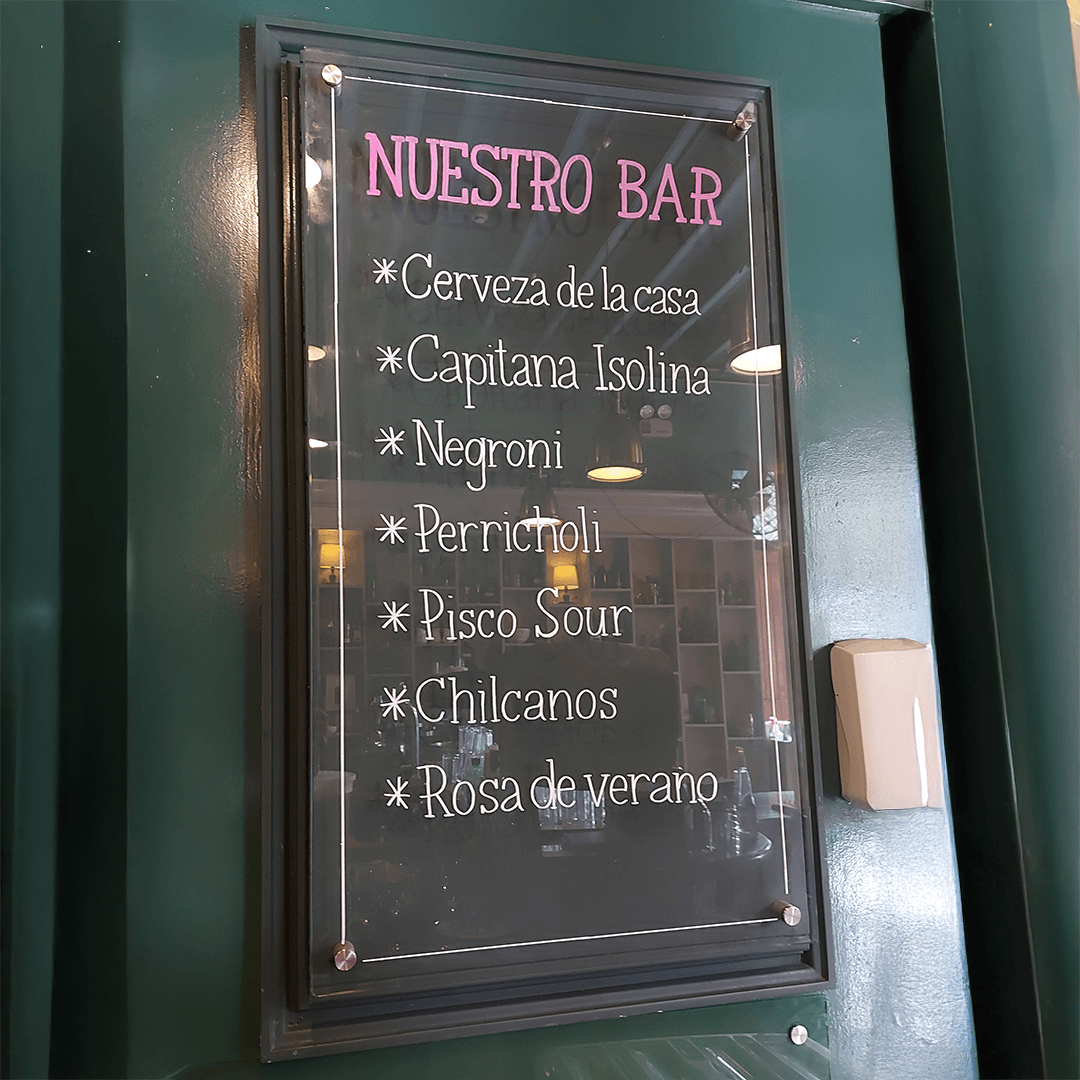 NUESTRO BAR
*Cerveza de la casa
*Capitana Isolina
*Negroni
*Perricholi
*Pisco Sour
*Chilcanos
*Rosa de verano